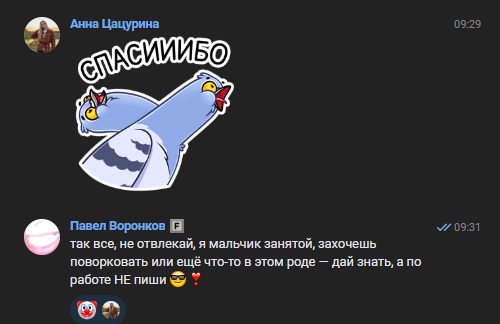 Анна Цацурина
09:29
СПАСИИИБО
Павел Воронков F
09:31
так все, не отвлекай, я мальчик занятой, захочешь
поворковать или ещё что-то в этом роде — дай знать, а по
работе НЕ пиши 😎❣️